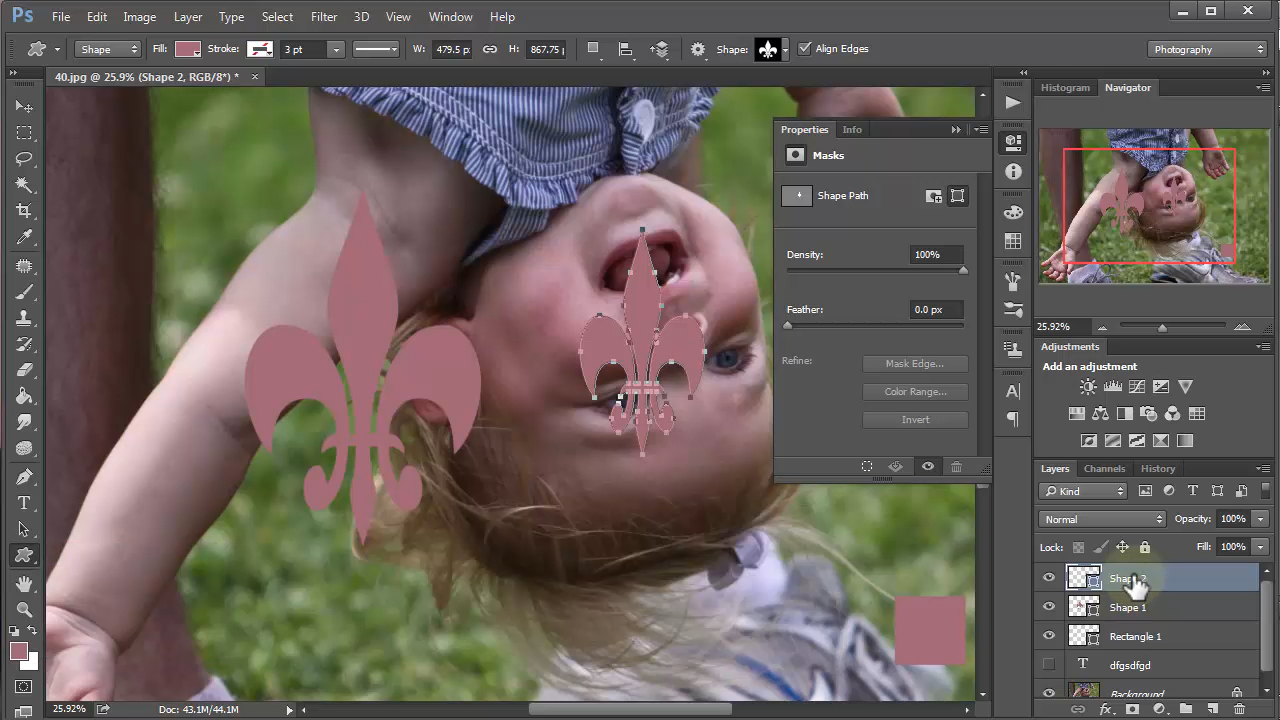 Ps File Edit Image Layer Type Select Filter 3D View Window Help
Shape Fill: Stroke: 3 pt W: 479.5 p H: 867.75 Shape: Align Edges Photography
40.jpg @ 25.9% (Shape 2, RGB/8*) *
Histogram Navigator
Properties Info
Masks
Shape Path
Density: 100%
Feather: 0.0 px
Refine: Mask Edge...
Color Range...
Invert
25.92%
Adjustments
Add an adjustment
Layers Channels History
Kind
Normal Opacity: 100%
Lock: Fill: 100%
Shape 2
Shape 1
Rectangle 1
T dfgsdfgd
Background
25.92% Doc: 43.1M/44.1M